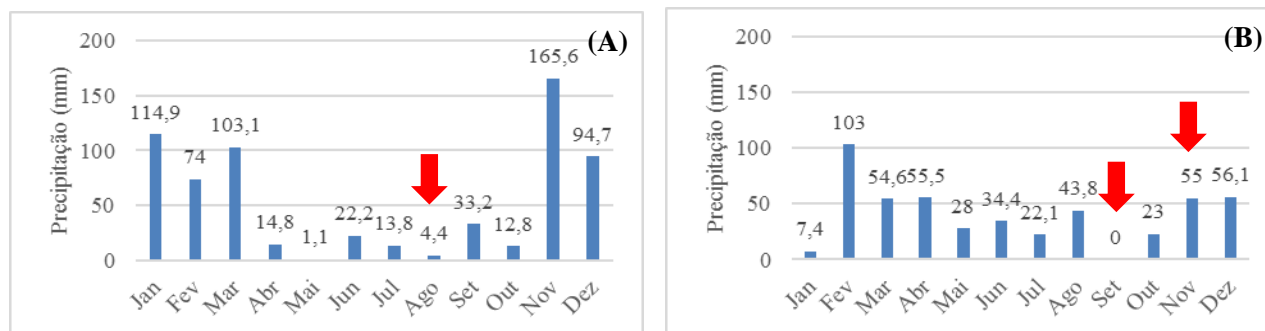 (A)
Precipitação (mm)
200
150
100
50
0
114,9
74
103,1
14,8
1,1
22,2
13,8
4,4
33,2
12,8
165,6
94,7
Jan
Fev
Mar
Abr
Mai
Jun
Jul
Ago
Set
Out
Nov
Dez
(B)
Precipitação (mm)
200
150
100
50
0
7,4
103
54,6
55,5
28
34,4
22,1
43,8
0
23
55
56,1
Jan
Fev
Mar
Abr
Mai
Jun
Jul
Ago
Set
Out
Nov
Dez